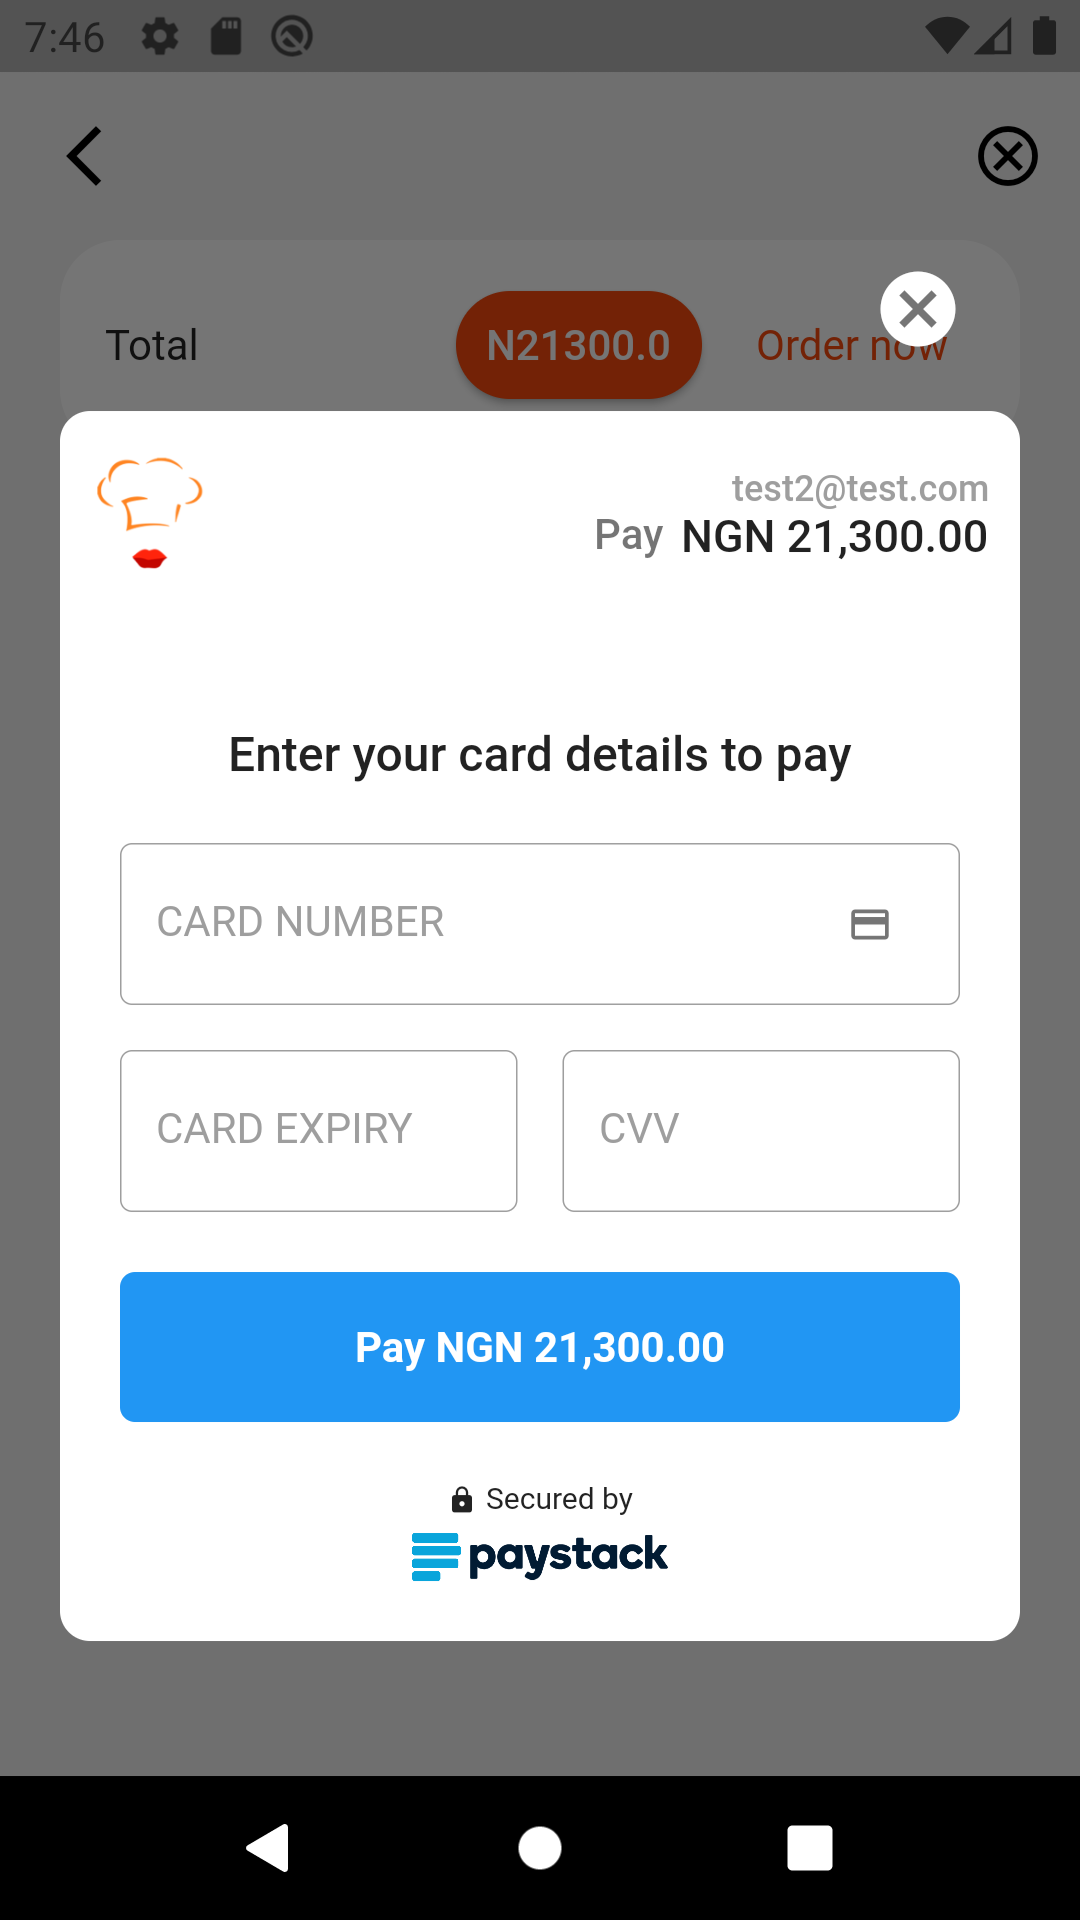 7:46
Total N21300.0 Order now
test2@test.com
Pay NGN 21,300.00
Enter your card details to pay
CARD NUMBER
CARD EXPIRY CVV
Pay NGN 21,300.00
Secured by
paystack